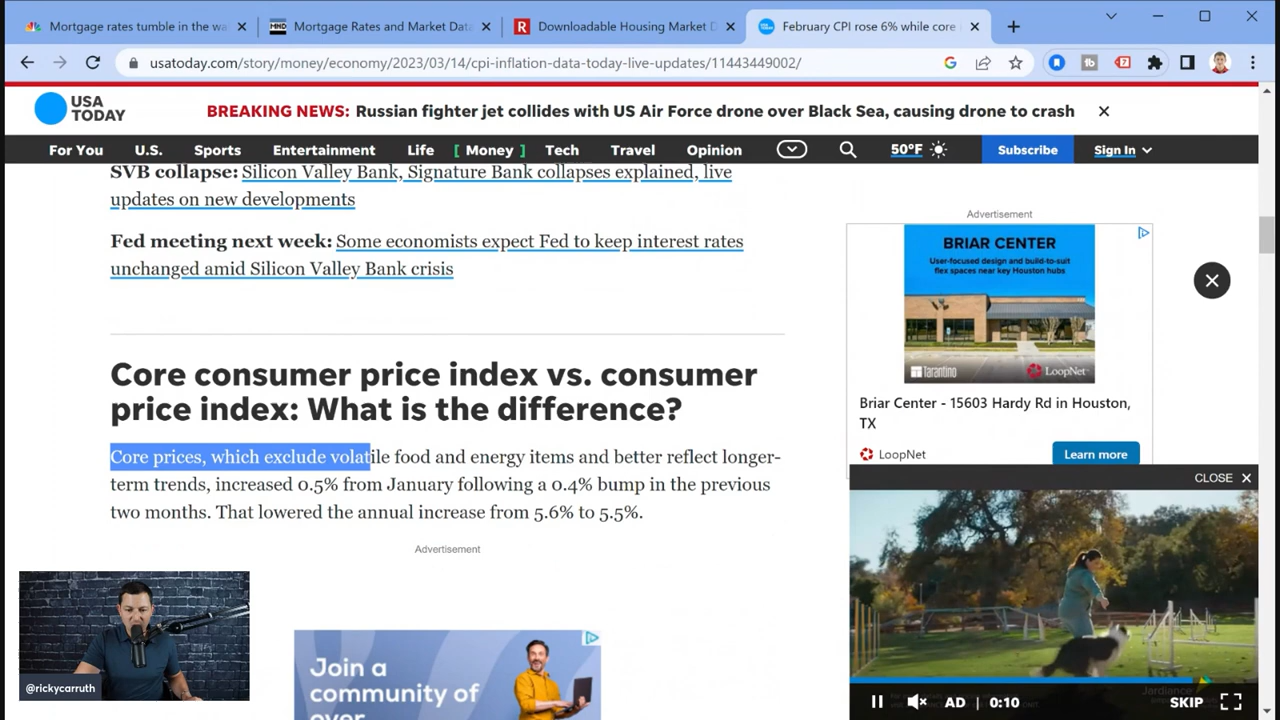 Mortgage rates tumble in the wa
MND
Mortgage Rates and Market Data
R
Downloadable Housing Market D
February CPI rose 6% while core
usatoday.com/story/money/economy/2023/03/14/cpi-inflation-data-today-live-updates/11443449002/
USA
TODAY
BREAKING NEWS: Russian fighter jet collides with US Air Force drone over Black Sea, causing drone to crash
For You U.S. Sports Entertainment Life [ Money ] Tech Travel Opinion 50°F Subscribe Sign In
SVB collapse: Silicon Valley Bank, Signature Bank collapses explained, live
updates on new developments
Fed meeting next week: Some economists expect Fed to keep interest rates
unchanged amid Silicon Valley Bank crisis
Core consumer price index vs. consumer
price index: What is the difference?
Core prices, which exclude volatile food and energy items and better reflect longer-
term trends, increased 0.5% from January following a 0.4% bump in the previous
two months. That lowered the annual increase from 5.6% to 5.5%.
Advertisement
Join a
community of
@rickycarruth
Advertisement
BRIAR CENTER
User-focused design and build-to-suit
flex spaces near key Houston hubs
Tarantino
LoopNet
Briar Center - 15603 Hardy Rd in Houston,
TX
LoopNet
Learn more
CLOSE
Jardiance
AD 0:10
SKIP